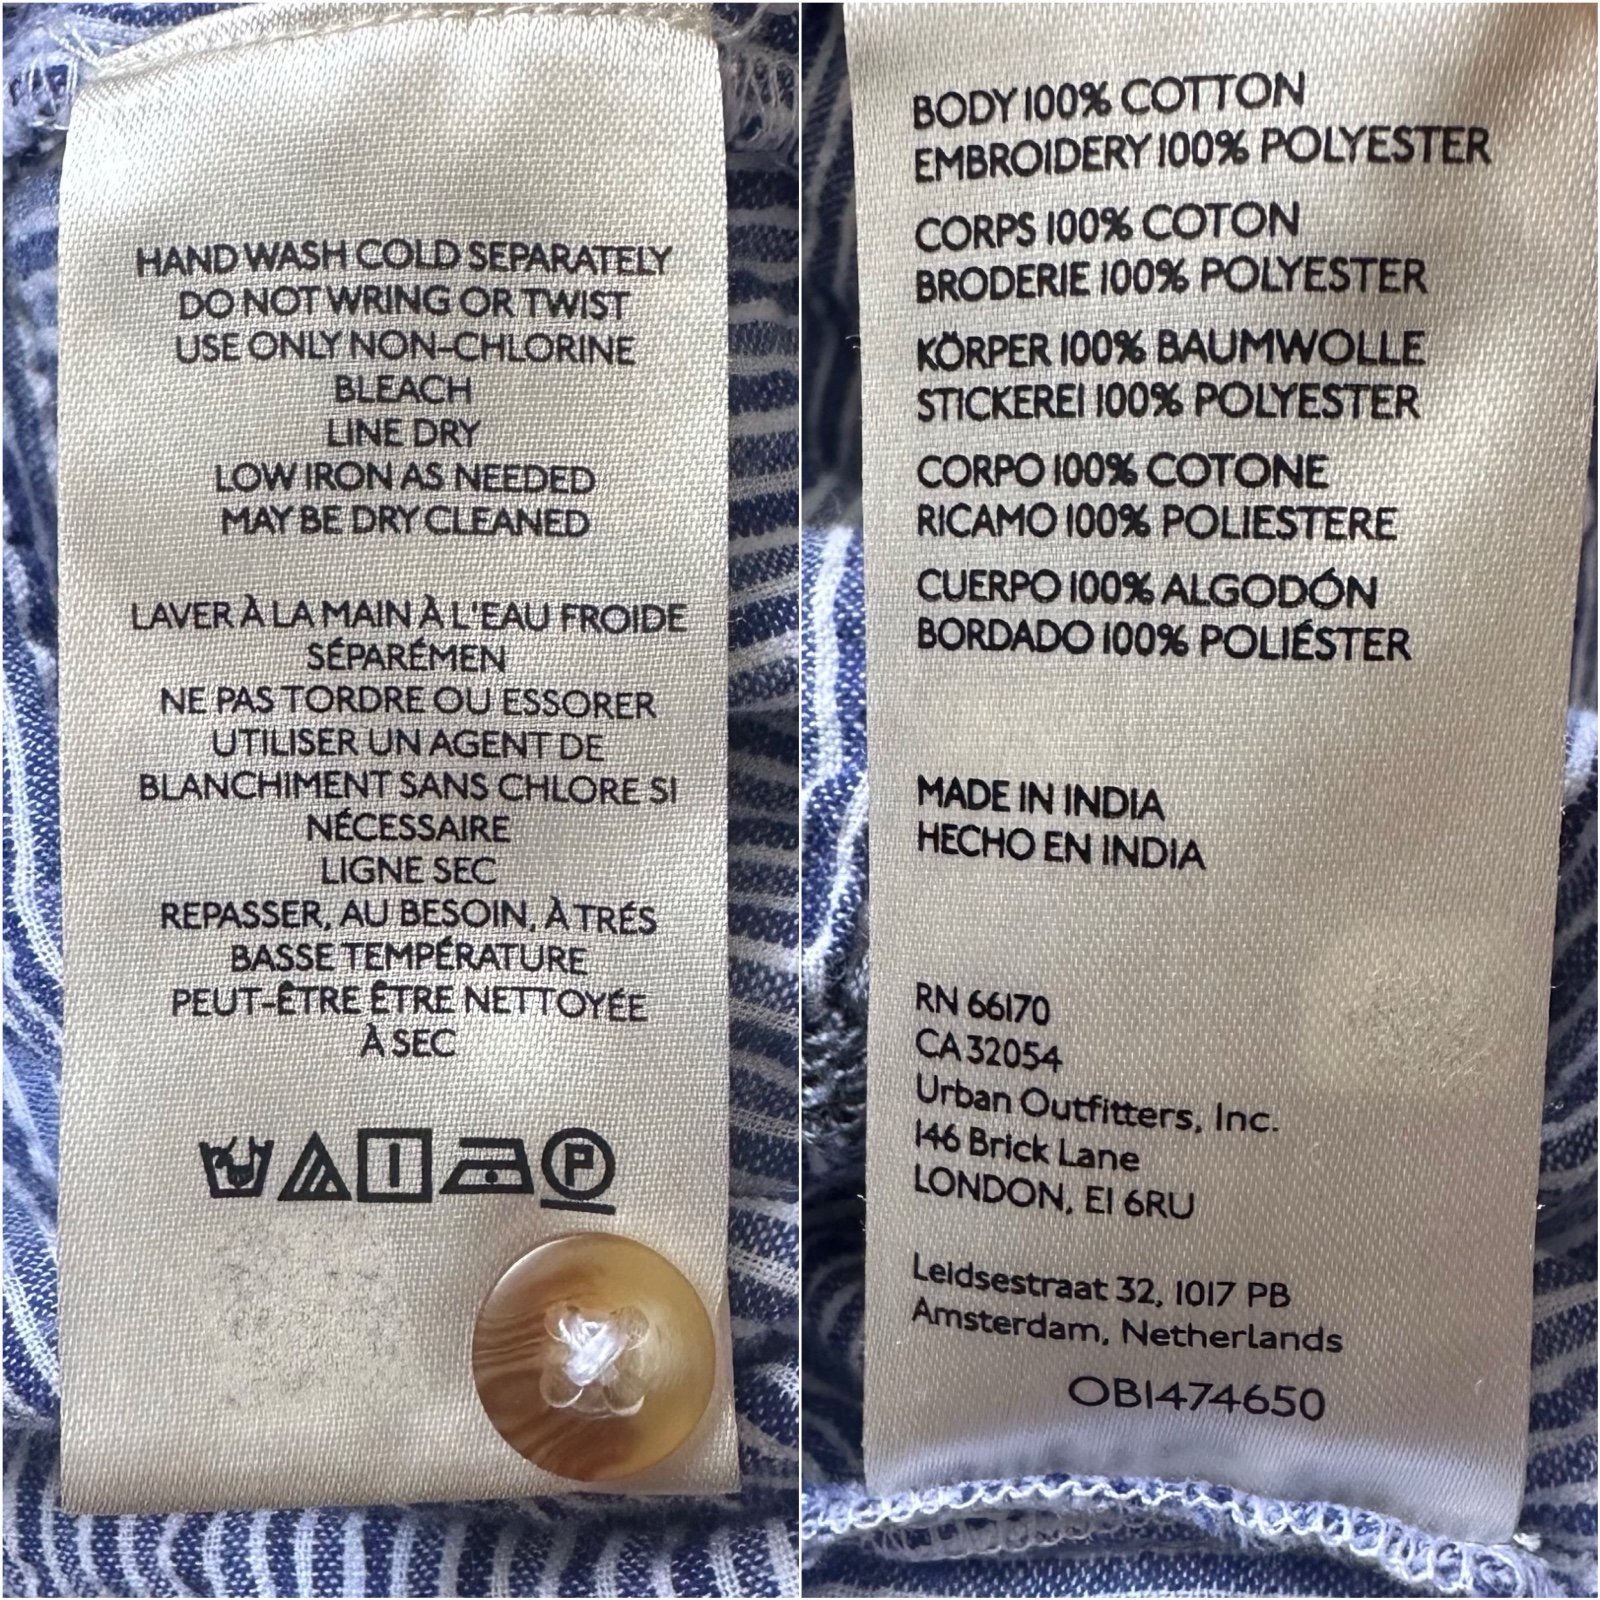 HAND WASH COLD SEPARATELY
DO NOT WRING OR TWIST
USE ONLY NON-CHLORINE
BLEACH
LINE DRY
LOW IRON AS NEEDED
MAY BE DRY CLEANED
LAVER À LA MAIN À L'EAU FROIDE
SÉPARÉMEN
NE PAS TORDRE OU ESSORER
UTILISER UN AGENT DE
BLANCHIMENT SANS CHLORE SI
NÉCESSAIRE
LIGNE SEC
REPASSER, AU BESOIN, À TRÉS
BASSE TEMPÉRATURE
PEUT-ÊTRE ÊTRE NETTOYÉE
À SEC
P
BODY 100% COTTON
EMBROIDERY 100% POLYESTER
CORPS 100% COTON
BRODERIE 100% POLYESTER
KÖRPER 100% BAUMWOLLE
STICKEREI 100% POLYESTER
CORPO 100% COTONE
RICAMO 100% POLIESTERE
CUERPO 100% ALGODÓN
BORDADO 100% POLIÉSTER
MADE IN INDIA
HECHO EN INDIA
RN 66170
CA 32054
Urban Outfitters, Inc.
146 Brick Lane
LONDON, E1 6RU
Leidsestraat 32, 1017 PB
Amsterdam, Netherlands
OB1474650